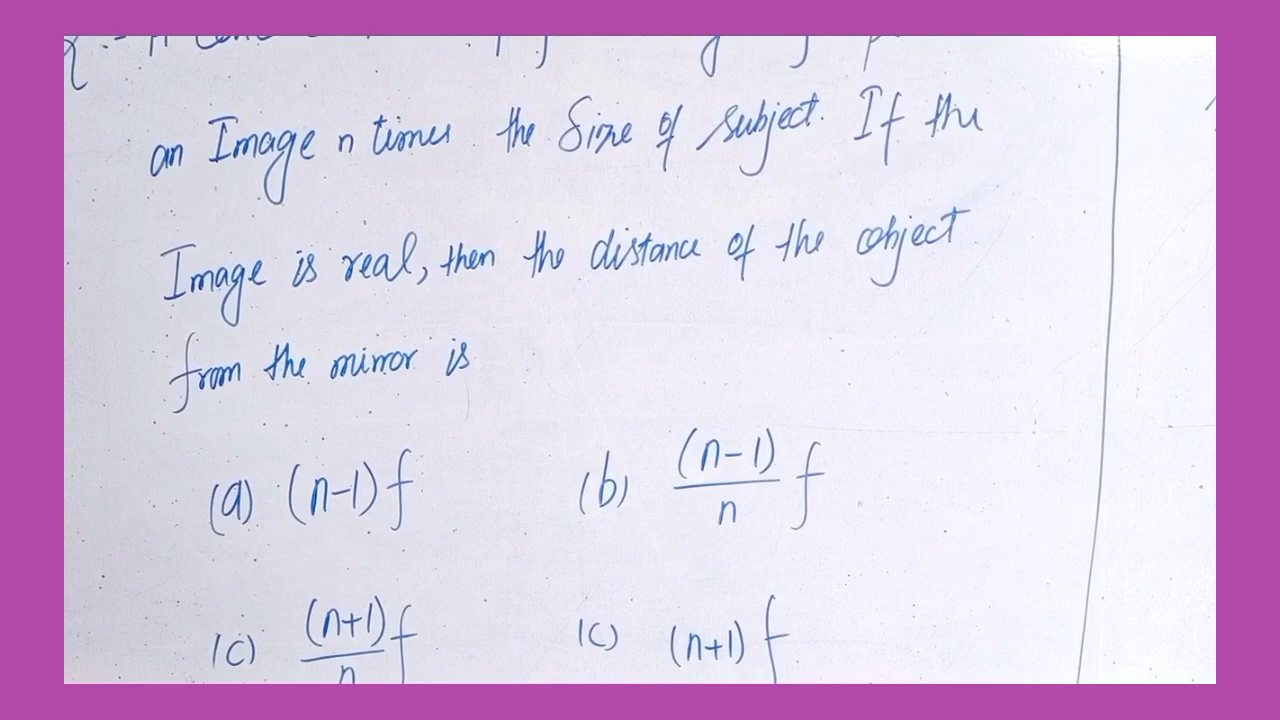 an Image n times the Size of subject. If the
Image is real, then the distance of the object
from the mirror is
(a) (n-1) f (b) (n-1)/n f
(c) (n+1)/n f (c) (n+1) f